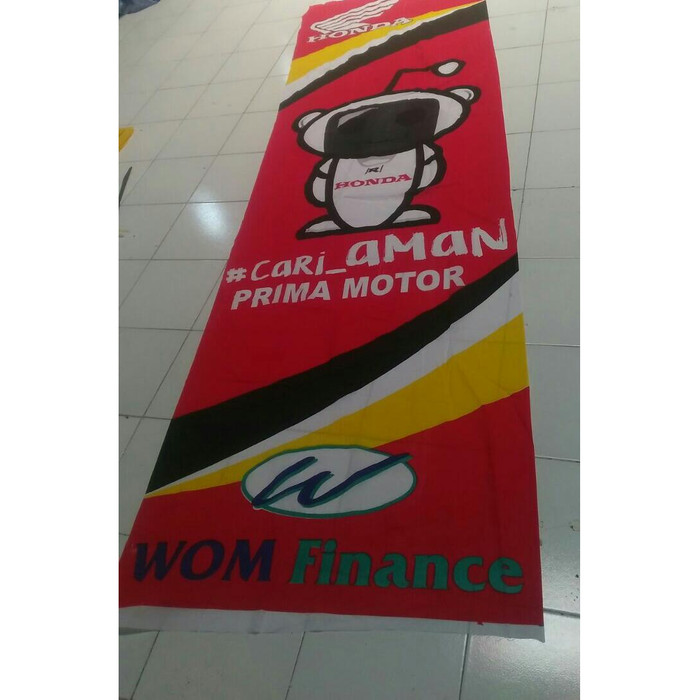 HONDA
/R/
HONDA
#CARi_AMAN
PRIMA MOTOR
W
WOM Finance